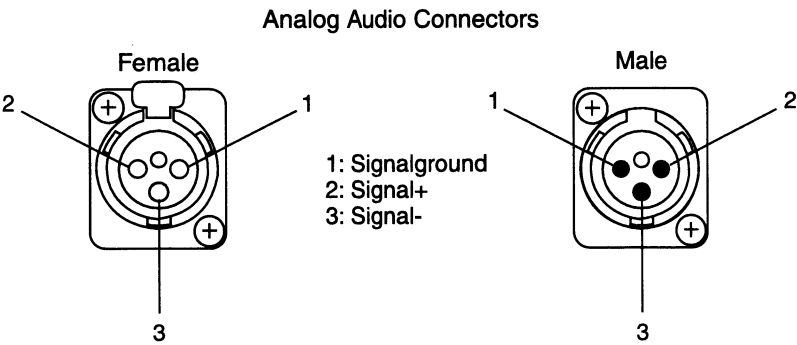 Analog Audio Connectors
Female
Male
2
1
1
2
1: Signalground
2: Signal+
3: Signal-
3
3